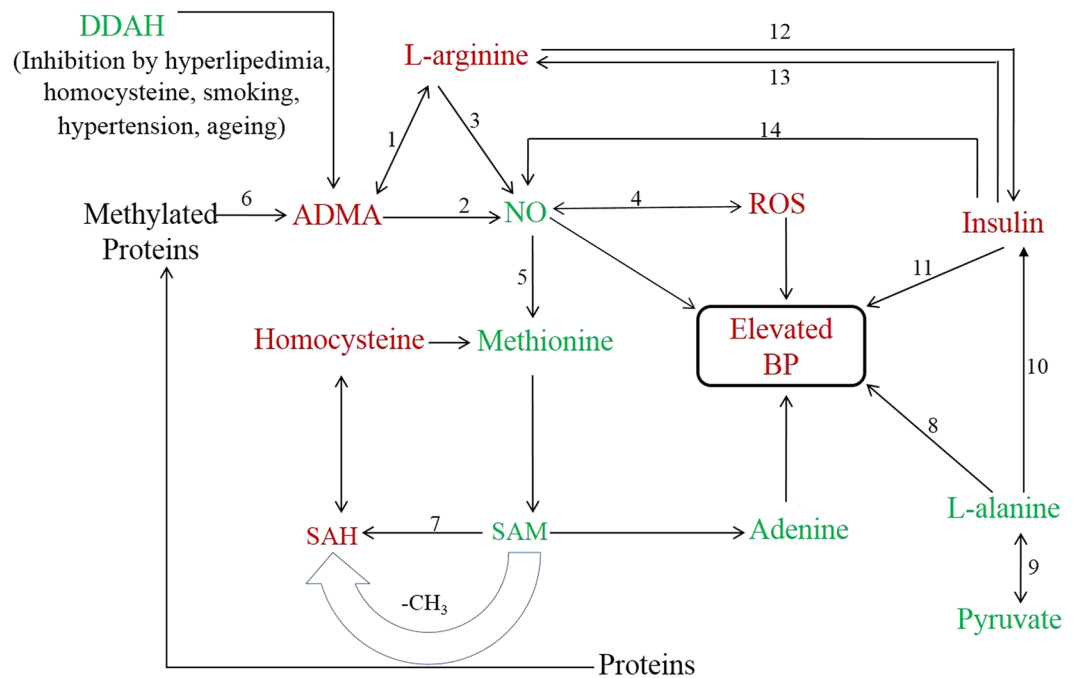 DDAH
(Inhibition by hyperlipedimia,
homocysteine, smoking,
hypertension, ageing)
L-arginine
12
13
14
1
3
Methylated
Proteins
6
ADMA
2
NO
4
ROS
Insulin
5
11
Homocysteine
Methionine
Elevated
BP
10
8
SAH
7
SAM
Adenine
L-alanine
9
-CH3
Pyruvate
Proteins